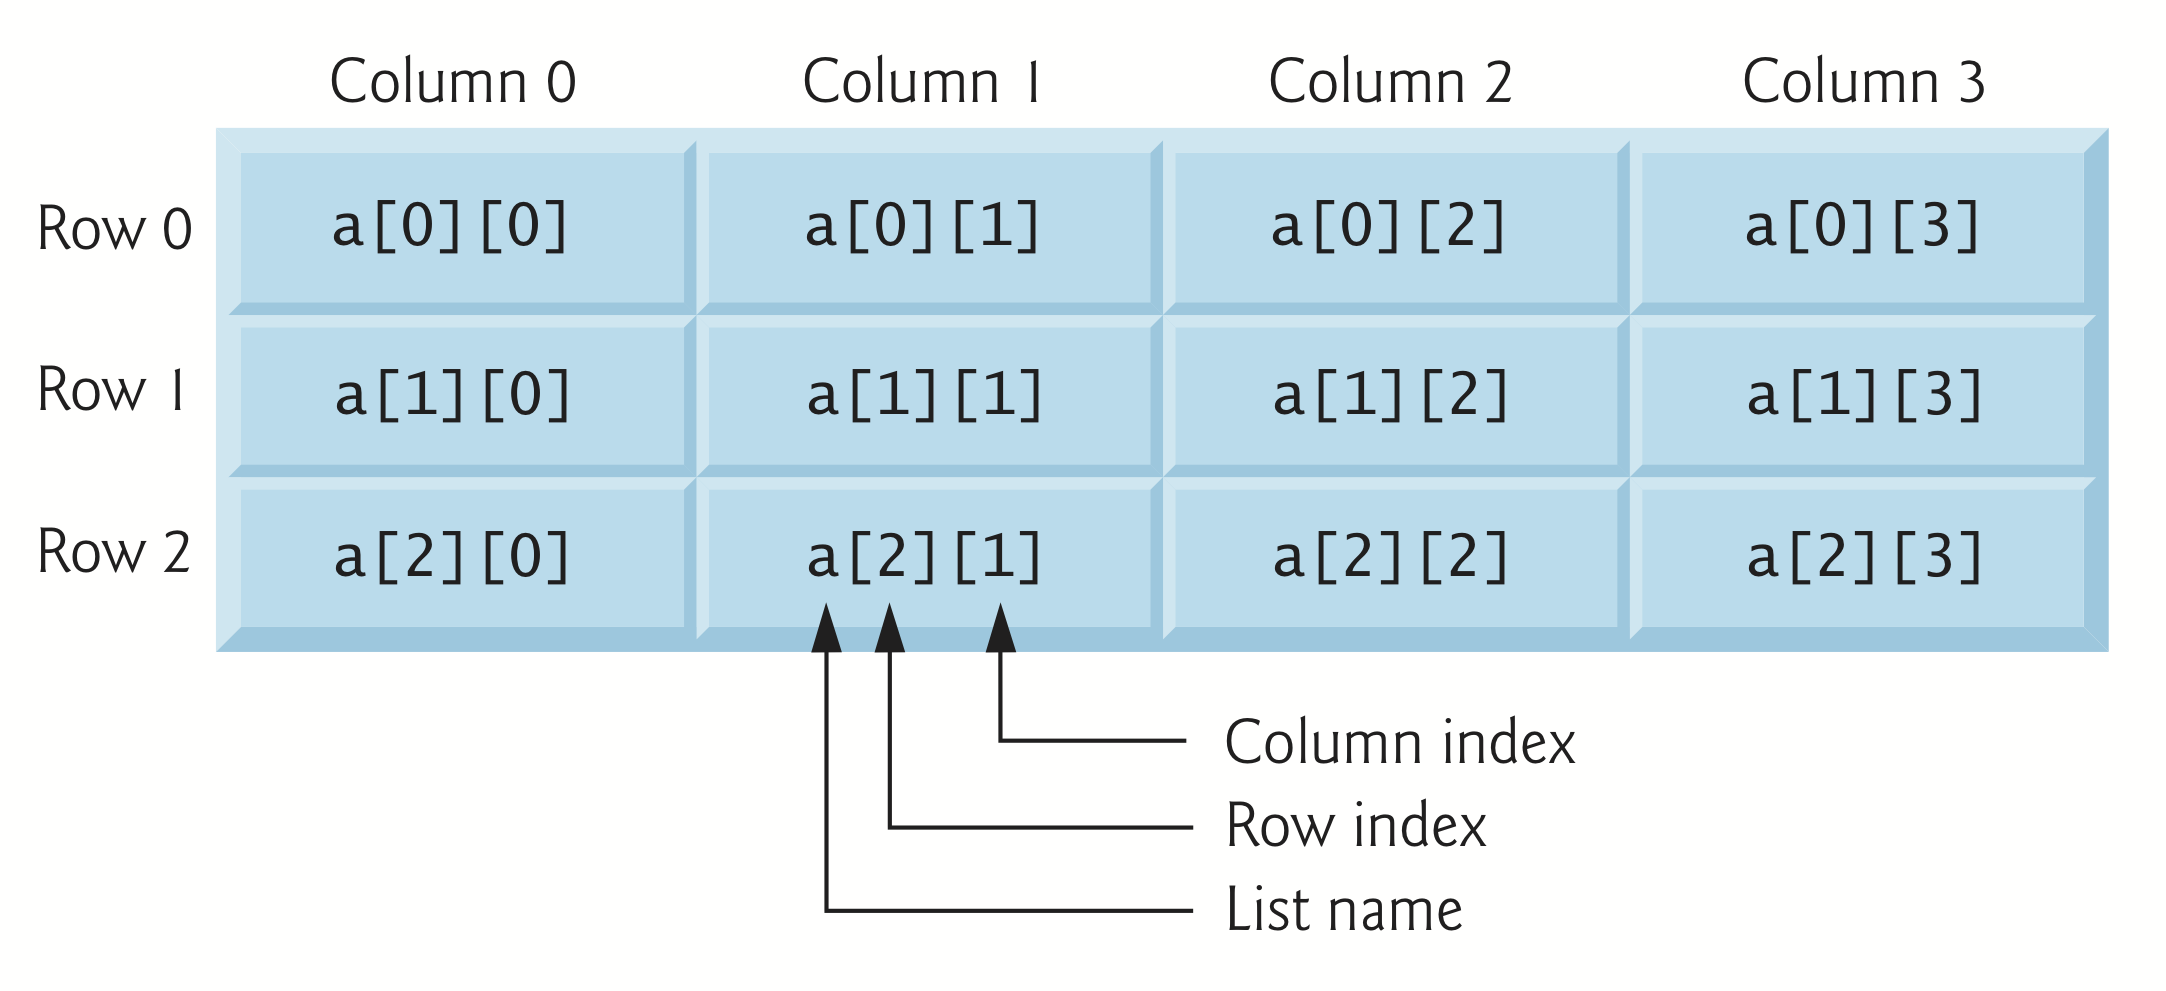 Column 0 Column 1 Column 2 Column 3
Row 0 a[0][0] a[0][1] a[0][2] a[0][3]
Row 1 a[1][0] a[1][1] a[1][2] a[1][3]
Row 2 a[2][0] a[2][1] a[2][2] a[2][3]
Column index
Row index
List name